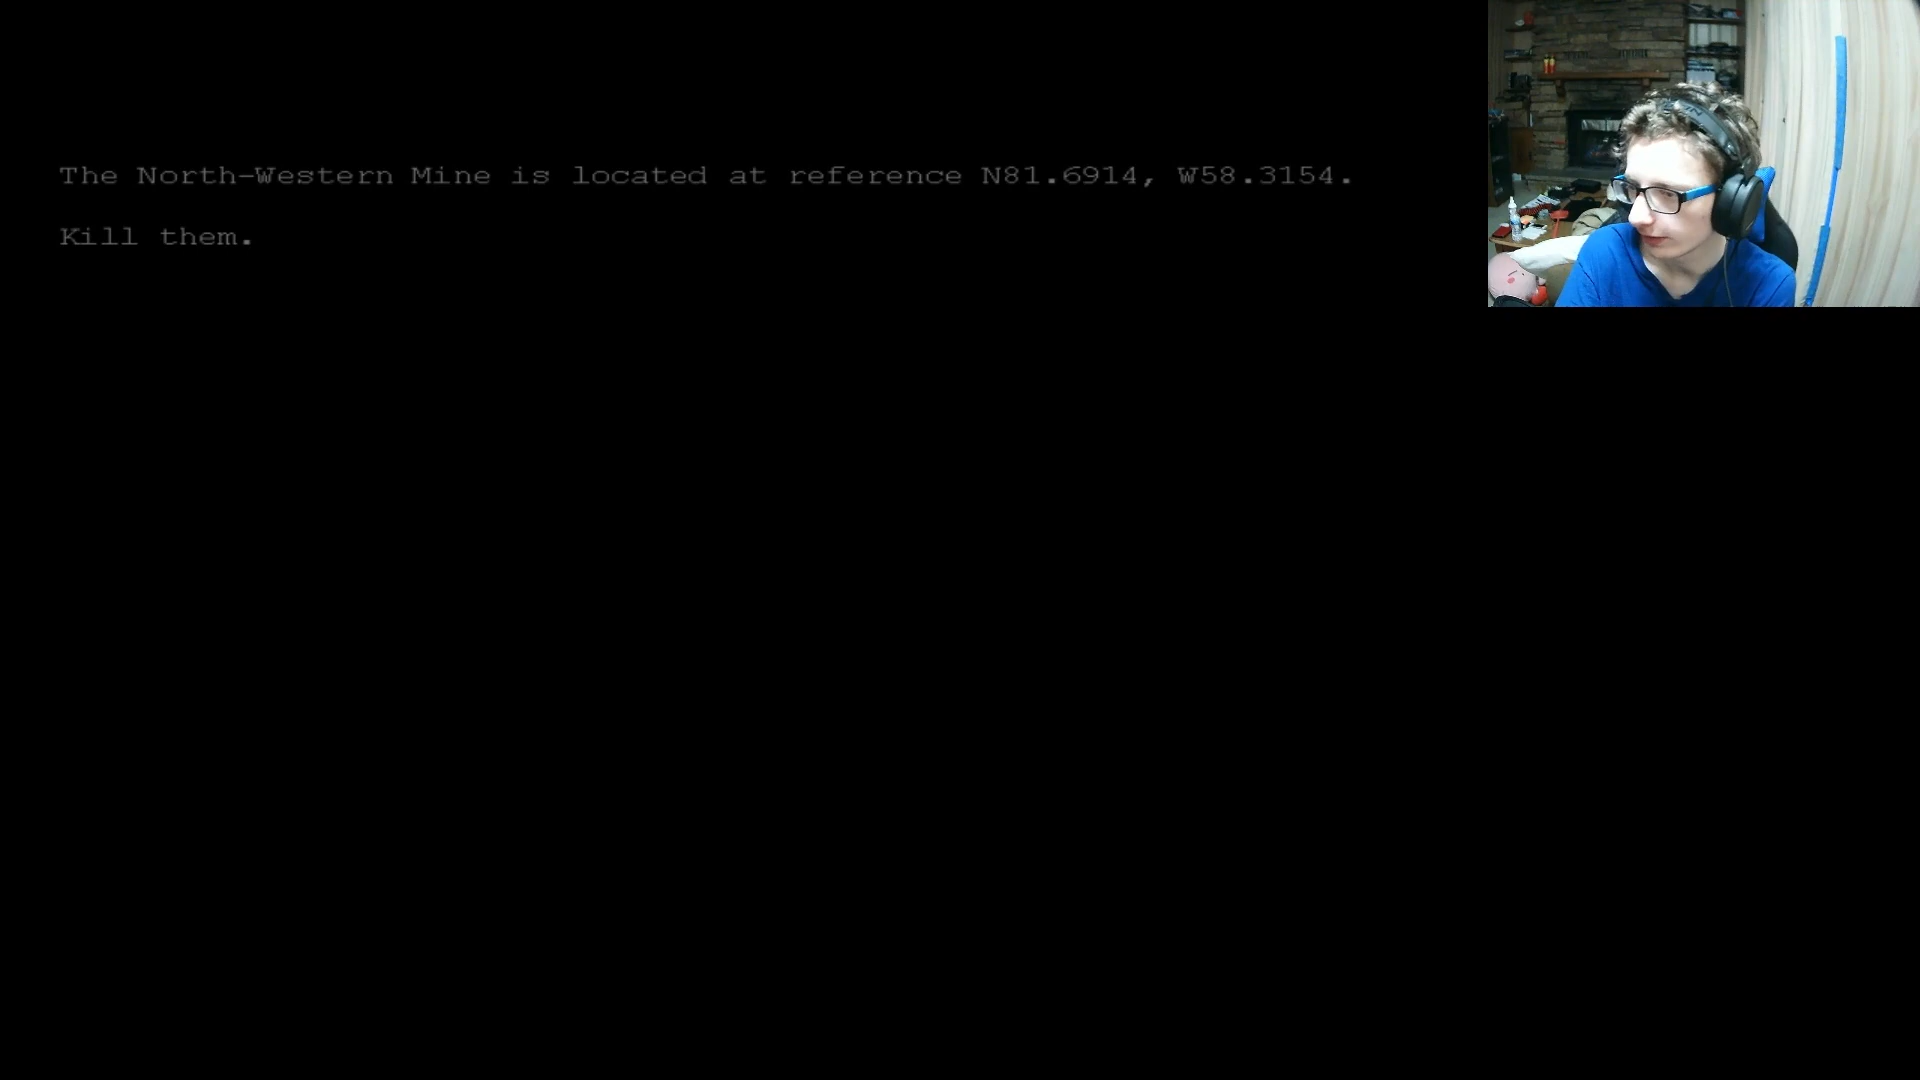 The North-Western Mine is located at reference N81.6914, W58.3154.
Kill them.